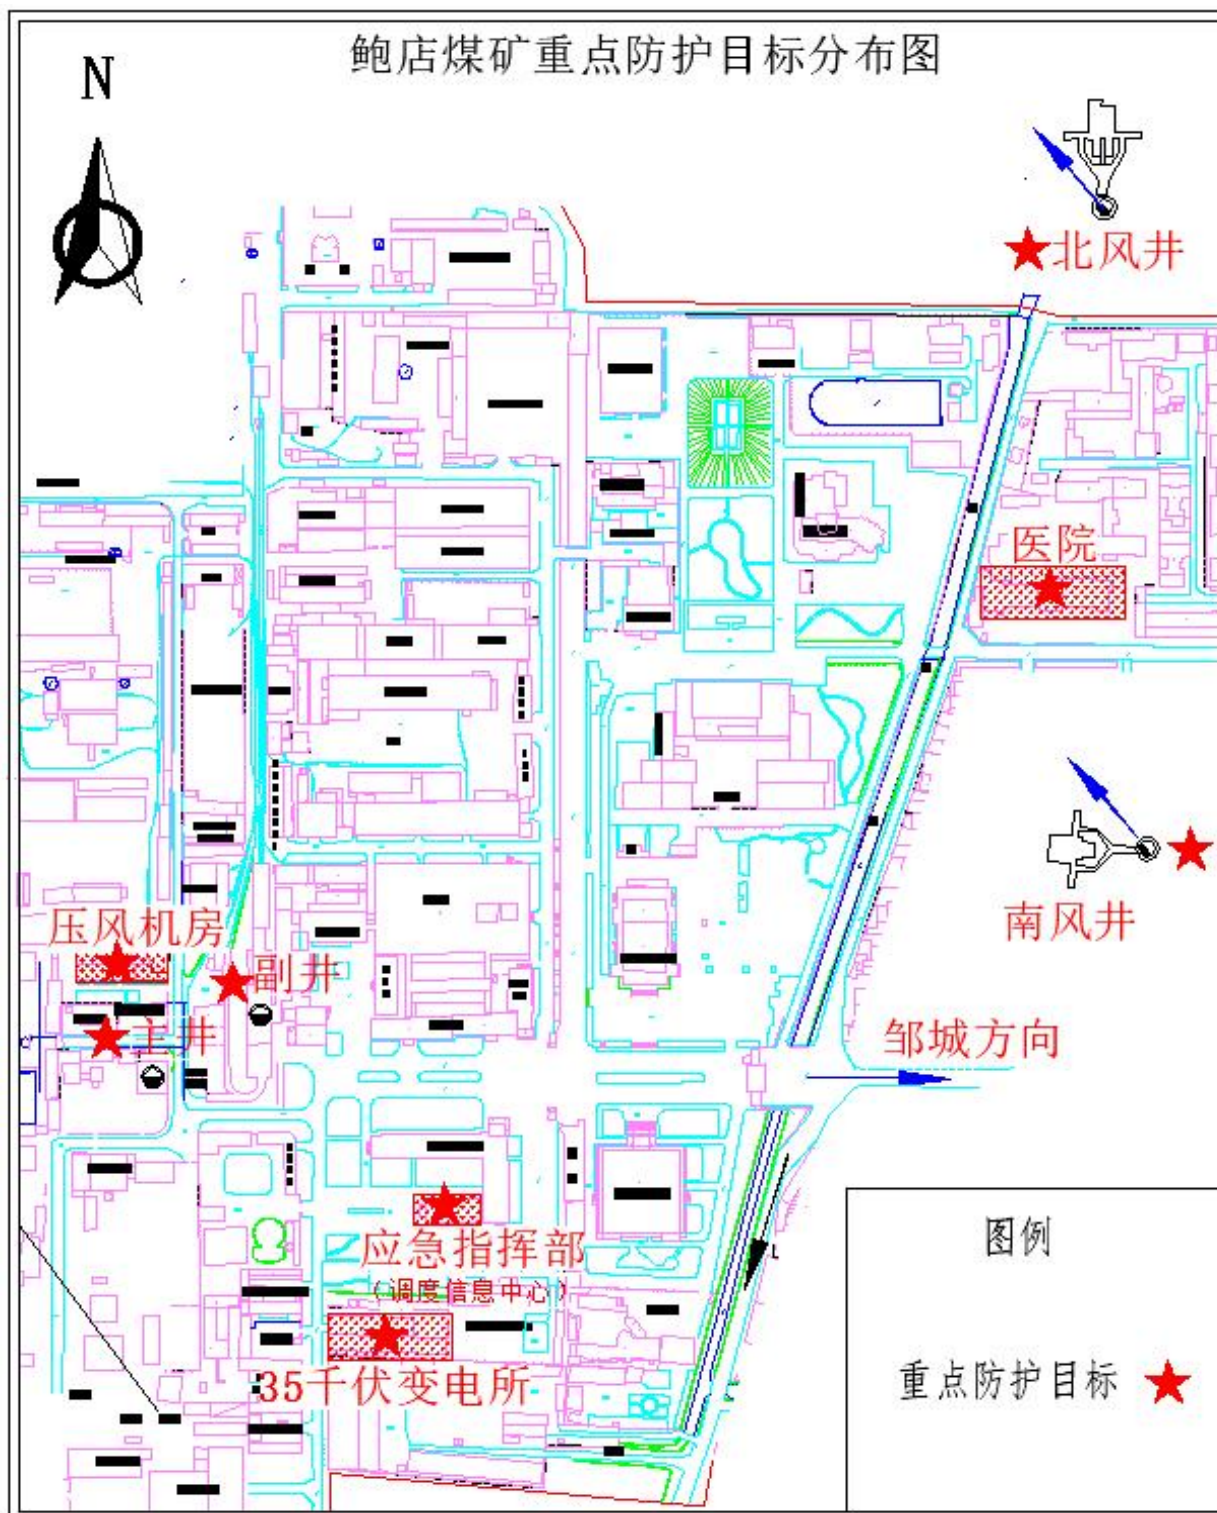 鲍店煤矿重点防护目标分布图
N
北风井
医院
南风井
压风机房
副井
主井
邹城方向
应急指挥部
（调度信息中心）
35千伏变电所
图例
重点防护目标